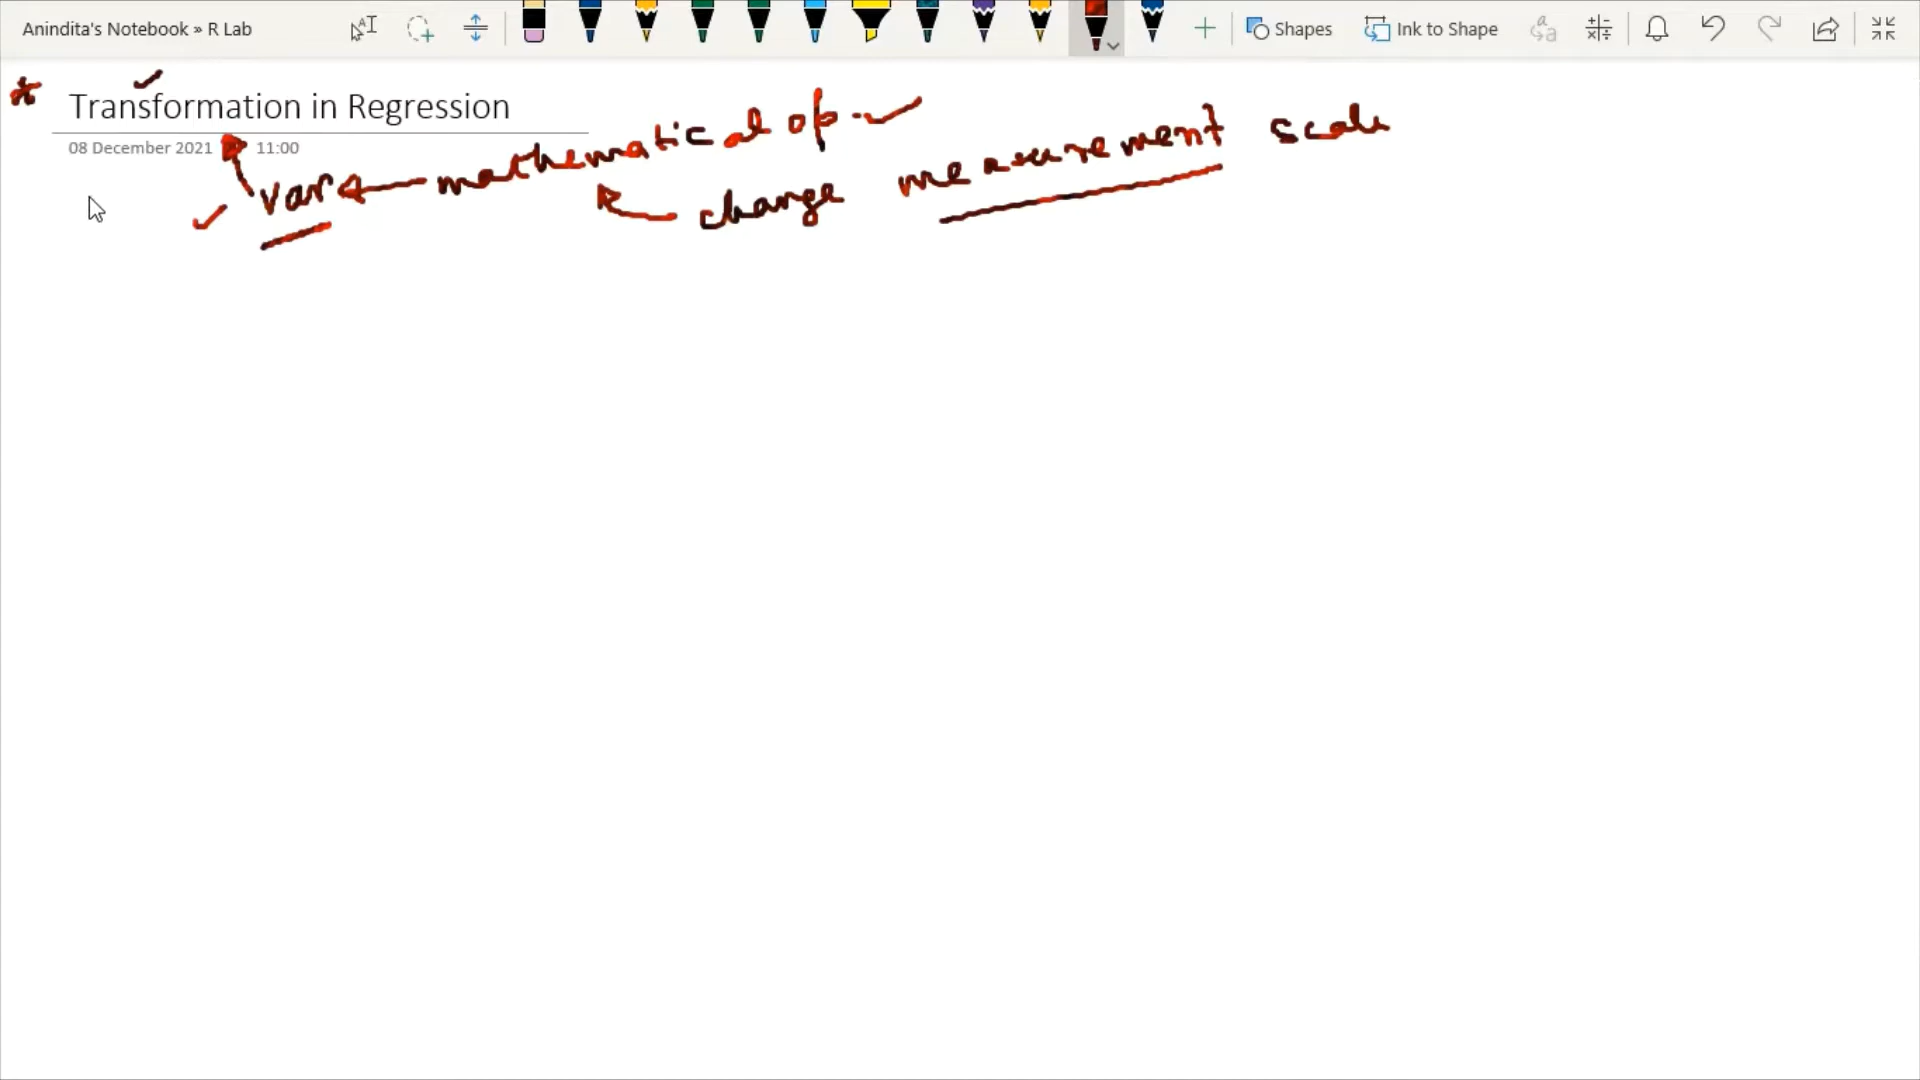 Anindita's Notebook » R Lab
Shapes
Ink to Shape
* Transformation in Regression
08 December 2021 11:00
var mathematical op.
change measurement scale